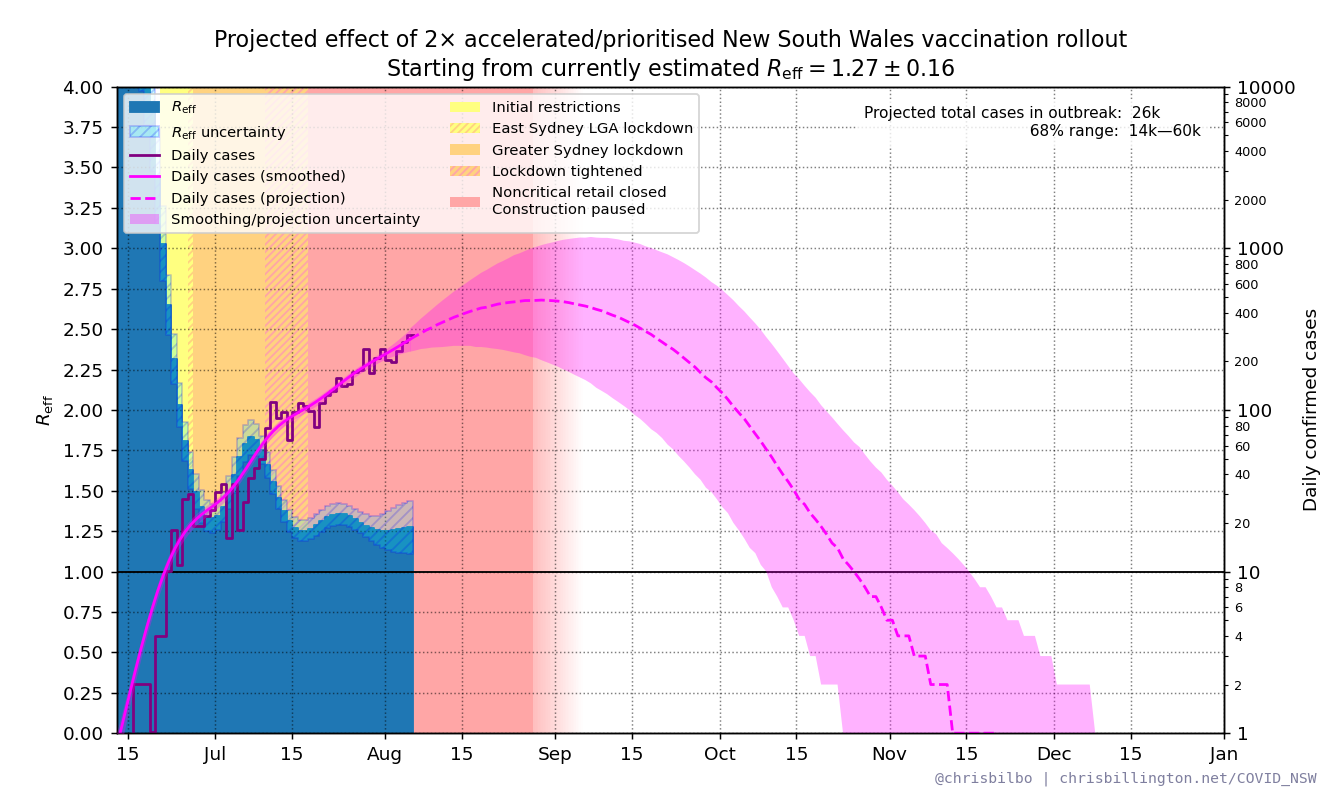 Projected effect of 2× accelerated/prioritised New South Wales vaccination rollout
Starting from currently estimated R_eff = 1.27 ± 0.16
R_eff
R_eff uncertainty
Daily cases
Daily cases (smoothed)
Daily cases (projection)
Smoothing/projection uncertainty
Initial restrictions
East Sydney LGA lockdown
Greater Sydney lockdown
Lockdown tightened
Noncritical retail closed
Construction paused
Projected total cases in outbreak: 26k
68% range: 14k—60k
R_eff
4.00
3.75
3.50
3.25
3.00
2.75
2.50
2.25
2.00
1.75
1.50
1.25
1.00
0.75
0.50
0.25
0.00
10000
8000
6000
4000
2000
1000
800
600
400
200
100
80
60
40
20
10
8
6
4
2
1
Daily confirmed cases
15 Jul 15 Aug 15 Sep 15 Oct 15 Nov 15 Dec 15 Jan
@chrisbilbo | chrisbillington.net/COVID_NSW